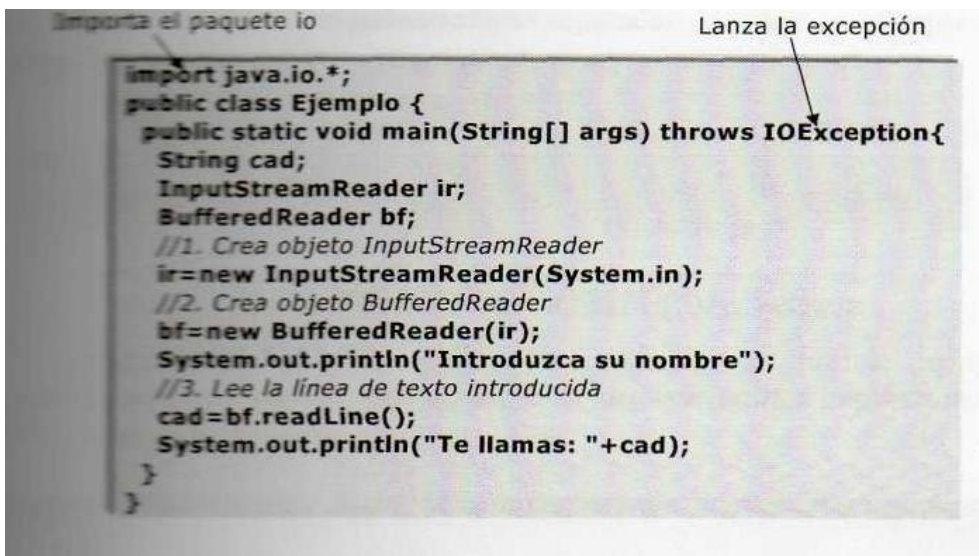 Importa el paquete io
Lanza la excepción
import java.io.*;
public class Ejemplo {
public static void main(String[] args) throws IOException{
String cad;
InputStreamReader ir;
BufferedReader bf;
//1. Crea objeto InputStreamReader
ir=new InputStreamReader(System.in);
//2. Crea objeto BufferedReader
bf=new BufferedReader(ir);
System.out.println("Introduzca su nombre");
//3. Lee la línea de texto introducida
cad=bf.readLine();
System.out.println("Te llamas: "+cad);
}
}